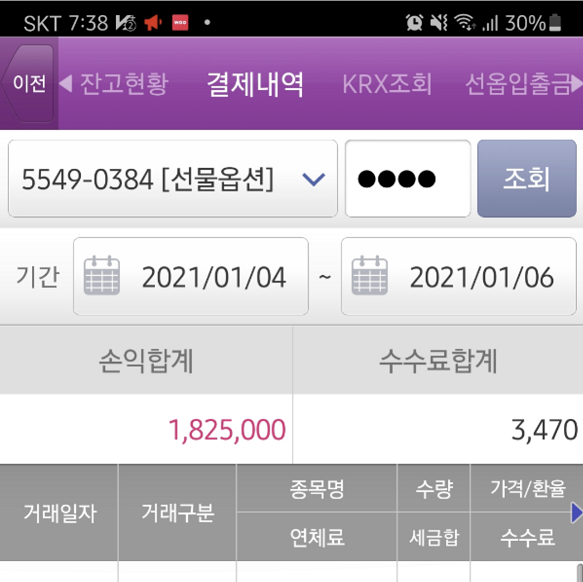 SKT 7:38 30%
이전 잔고현황 결제내역 KRX조회 선옵입출금
5549-0384 [선물옵션] ●●●● 조회
기간 2021/01/04 ~ 2021/01/06
손익합계 수수료합계
1,825,000 3,470
거래일자 거래구분 종목명 수량 가격/환율
연체료 세금합 수수료